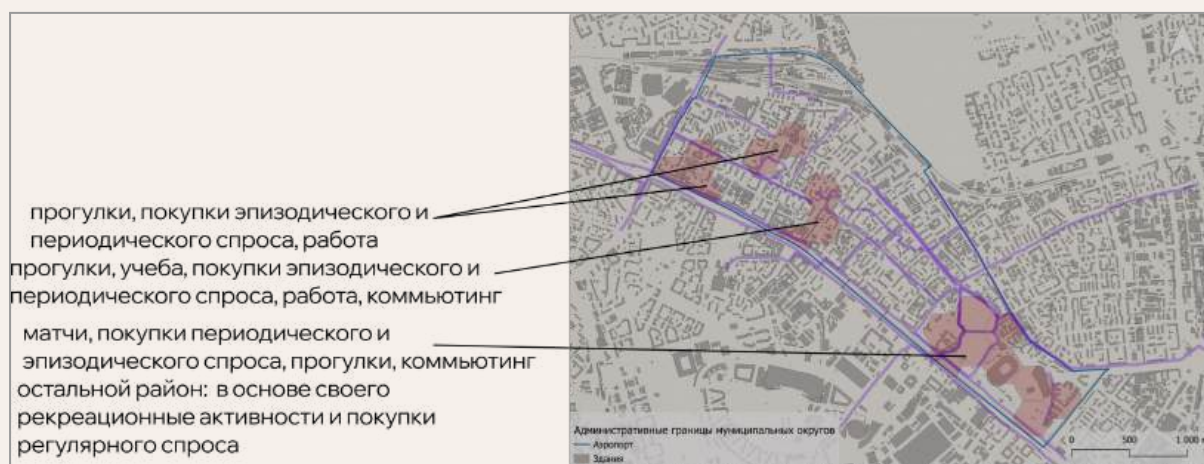 прогулки, покупки эпизодического и
периодического спроса, работа
прогулки, учеба, покупки эпизодического и
периодического спроса, работа, коммьютинг
матчи, покупки периодического и
эпизодического спроса, прогулки, коммьютинг
остальной район: в основе своего
рекреационные активности и покупки
регулярного спроса
Административные границы муниципальных округов
Аэропорт
Здания
0 500 1 000 м